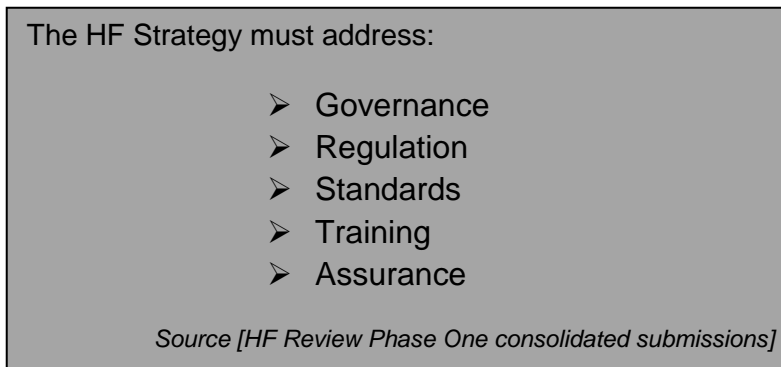 The HF Strategy must address:
➢ Governance
➢ Regulation
➢ Standards
➢ Training
➢ Assurance
Source [HF Review Phase One consolidated submissions]